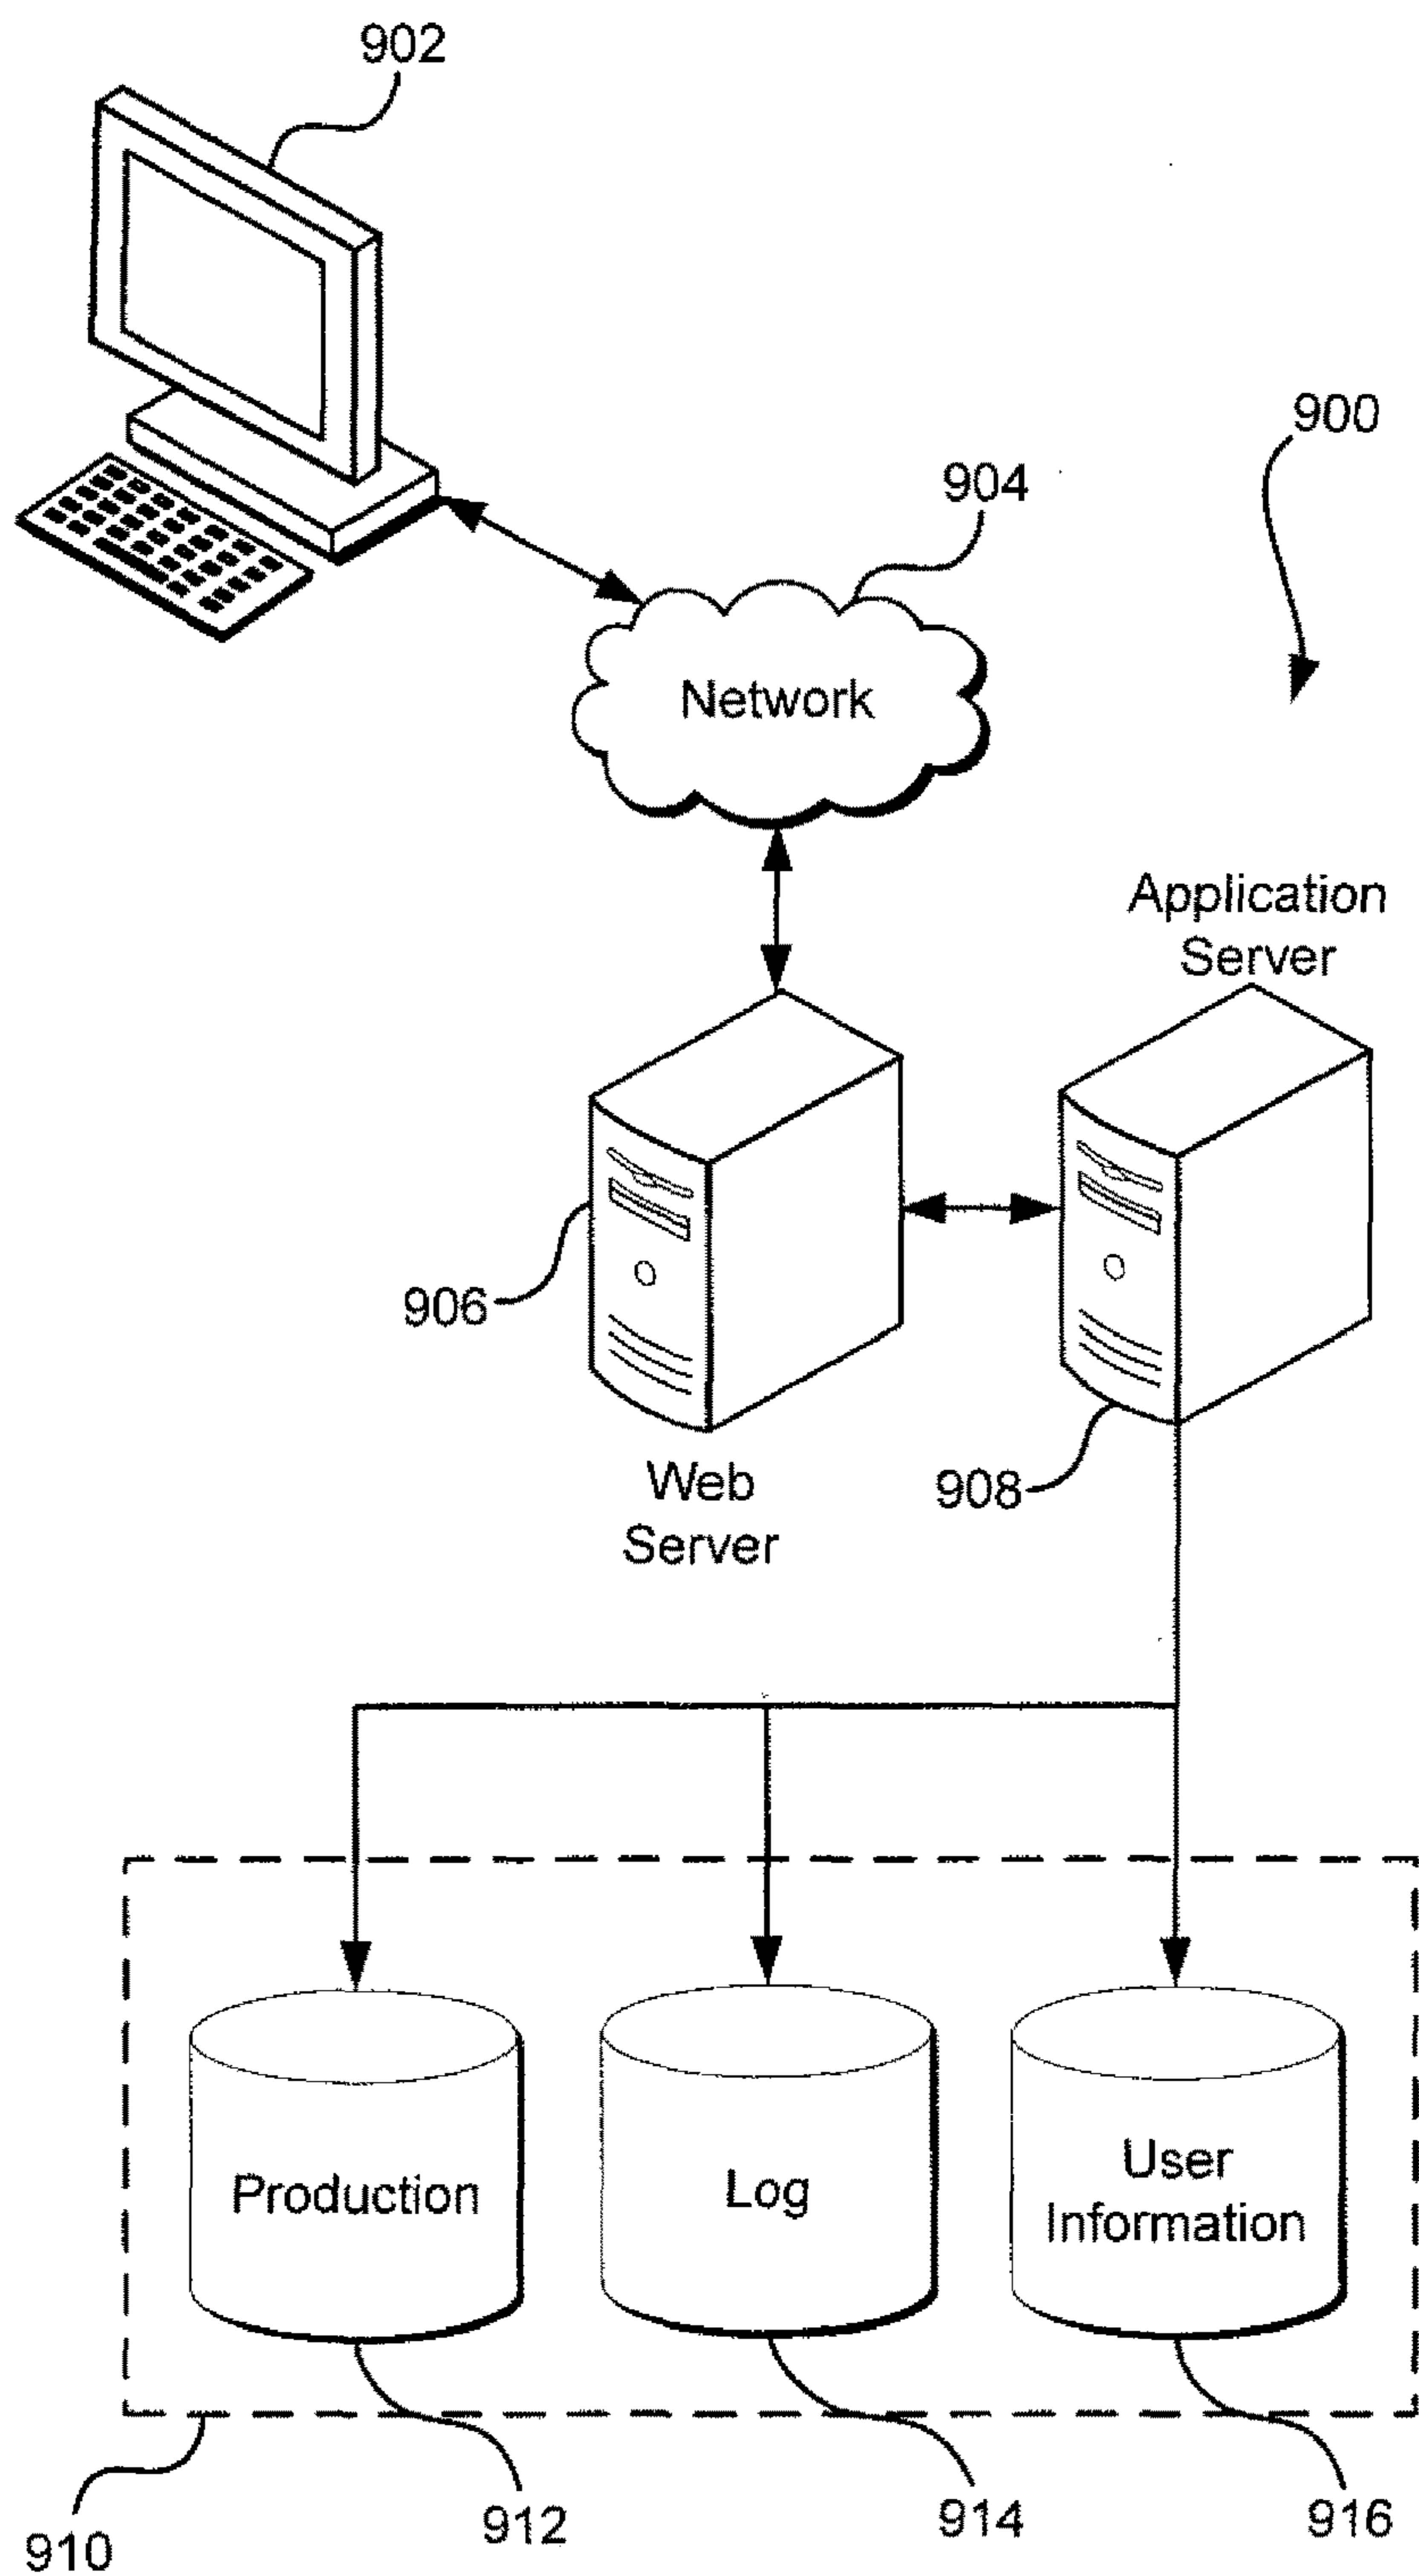 902
900
904
Network
Application
Server
906
908
Web
Server
Production
Log
User
Information
910
912
914
916